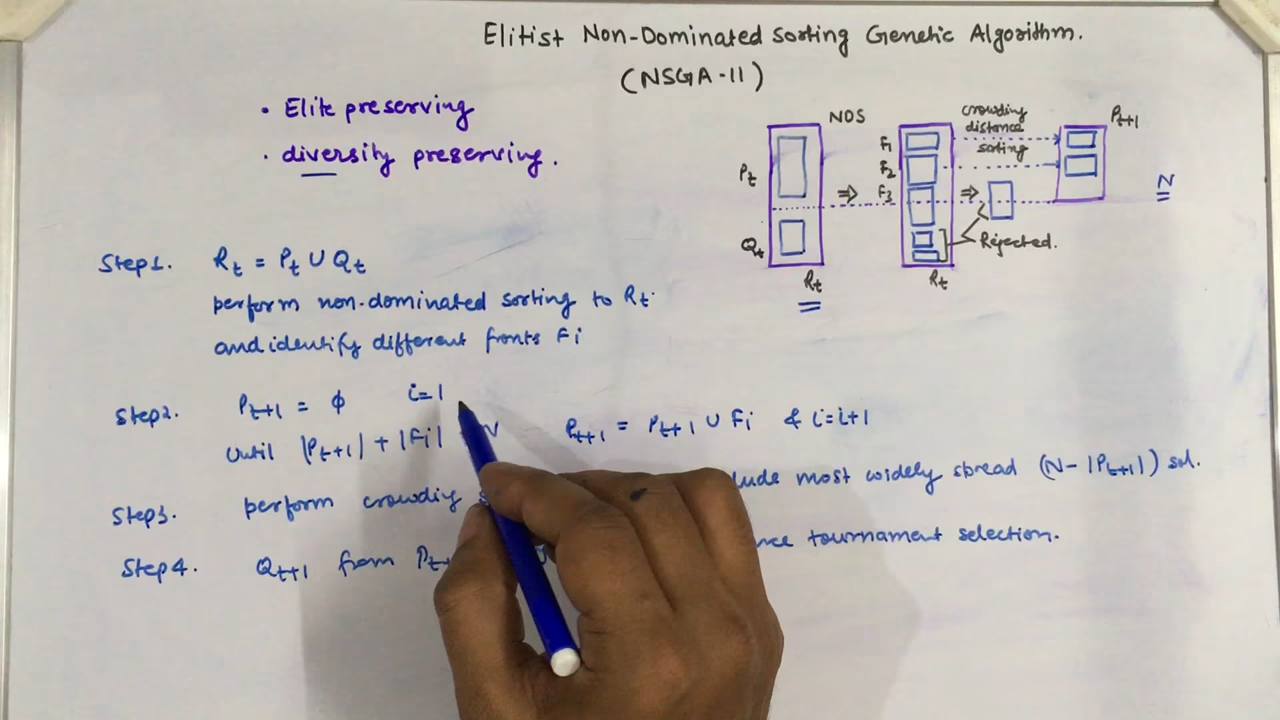 Elitist Non-Dominated Sorting Genetic Algorithm.
(NSGA-II)
• Elite preserving
• diversity preserving.
NDS
crowding
distance
sorting
Pt+1
F1
F2
F3
Pt
⇒
⇒
N
Qt
Rejected.
Rt
Rt
Step1. Rt = Pt ∪ Qt
perform non-dominated sorting to Rt.
and identify different fronts Fi
Step2. Pt+1 = ϕ i=1
Until |Pt+1| + |Fi| N Pt+1 = Pt+1 ∪ Fi & i=i+1
Step3. perform crowdig most widely spread (N-|Pt+1|) sol.
Step4. Qt+1 from tournament selection.